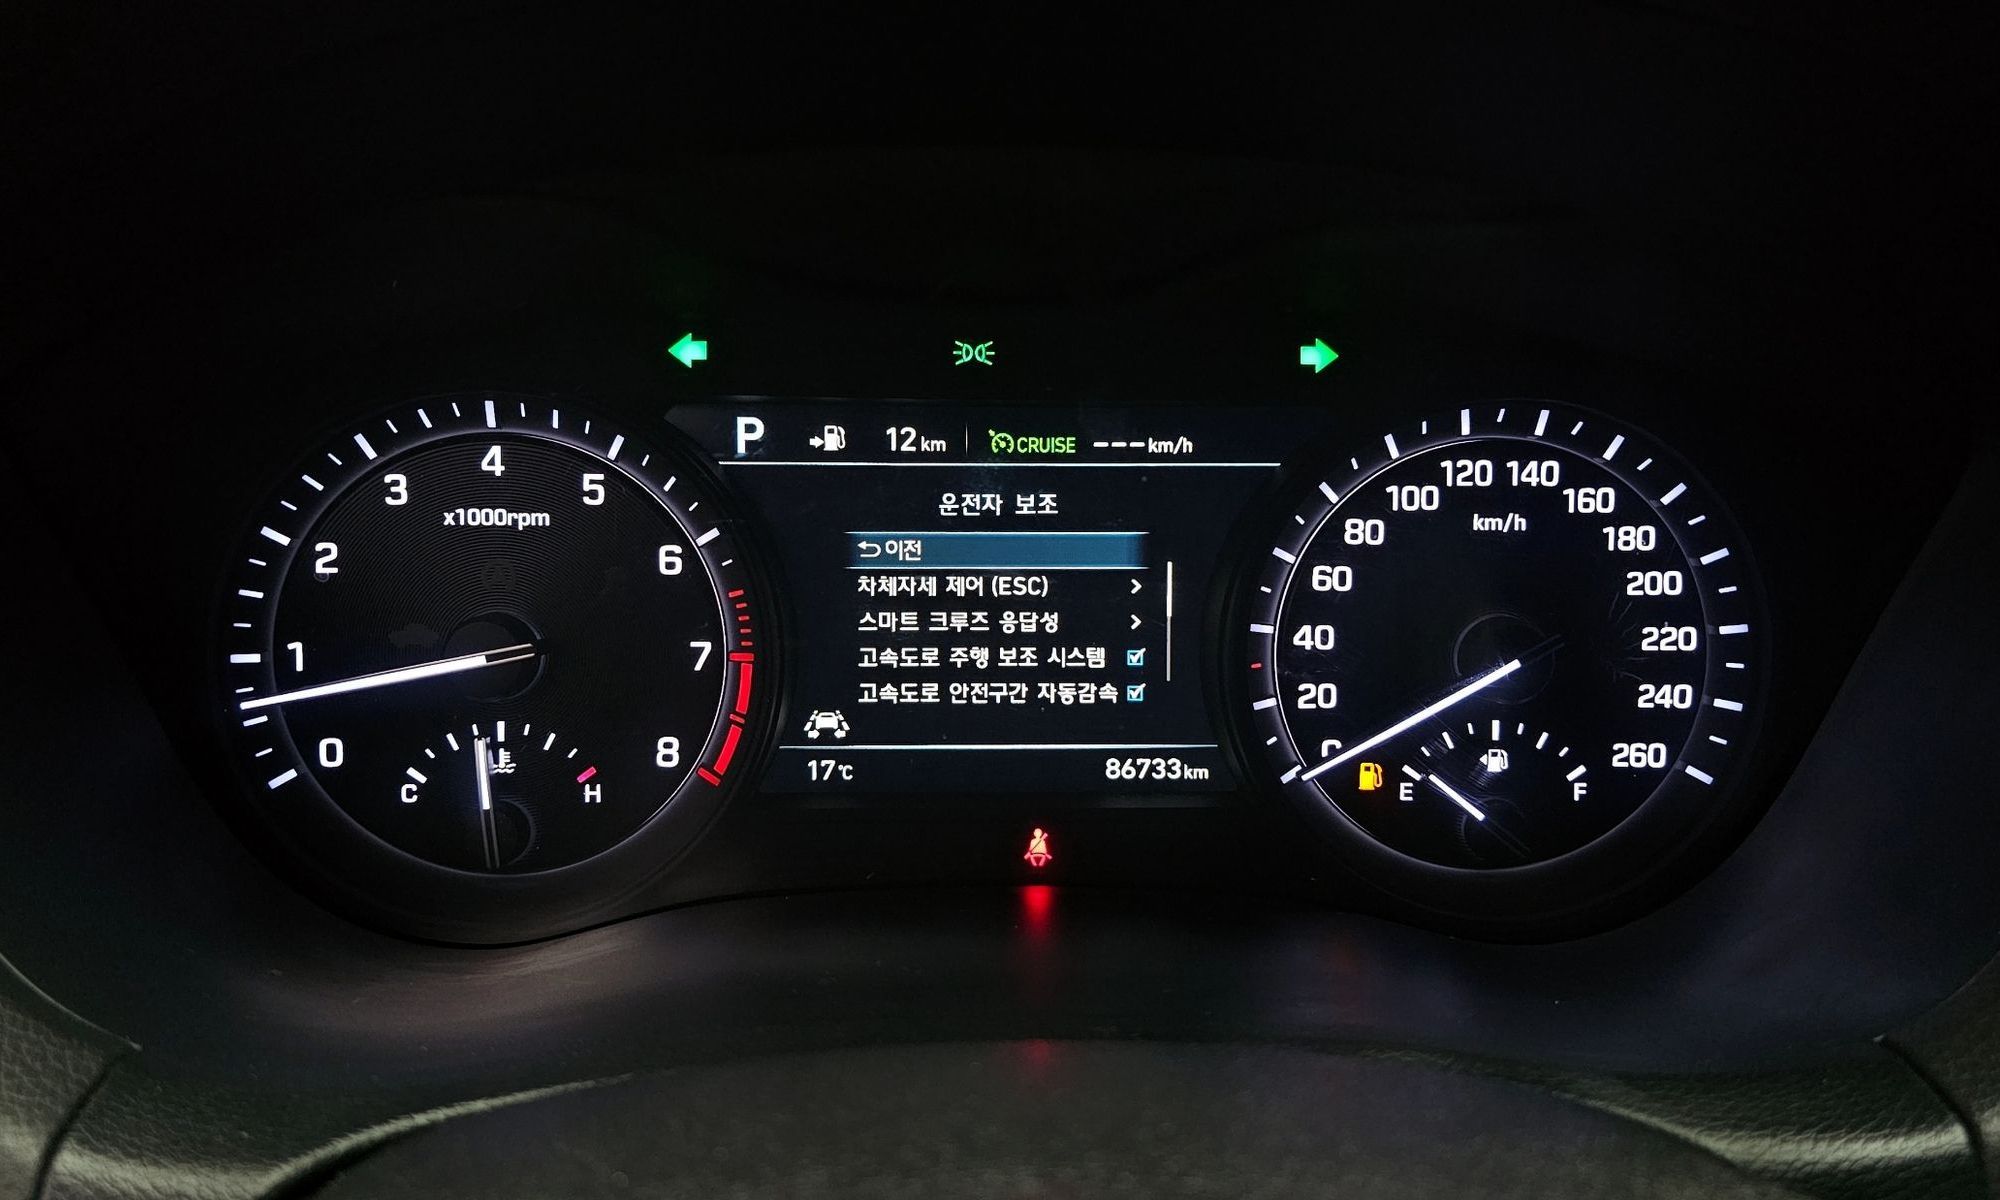 P 12 km CRUISE ---km/h
운전자 보조
이전
차체자세 제어 (ESC)
스마트 크루즈 응답성
고속도로 주행 보조 시스템
고속도로 안전구간 자동감속
17℃ 86733km
0 1 2 3 4 5 6 7 8
x1000rpm
C H
0 20 40 60 80 100 120 140 160 180 200 220 240 260
km/h
E F